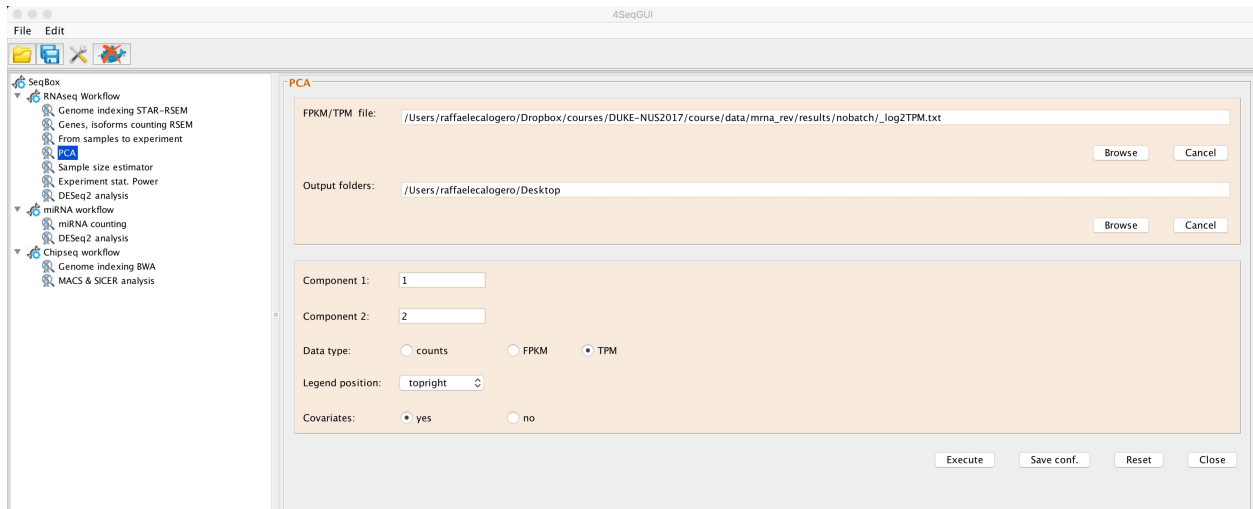 4SeqGUI
File Edit
SeqBox
RNAseq Workflow
Genome indexing STAR-RSEM
Genes, isoforms counting RSEM
From samples to experiment
PCA
Sample size estimator
Experiment stat. Power
DESeq2 analysis
miRNA workflow
miRNA counting
DESeq2 analysis
Chipseq workflow
Genome indexing BWA
MACS & SICER analysis
PCA
FPKM/TPM file: /Users/raffaelecalogero/Dropbox/courses/DUKE-NUS2017/course/data/mrna_rev/results/nobatch/_log2TPM.txt
Browse Cancel
Output folders: /Users/raffaelecalogero/Desktop
Browse Cancel
Component 1: 1
Component 2: 2
Data type: counts FPKM TPM
Legend position: topright
Covariates: yes no
Execute Save conf. Reset Close